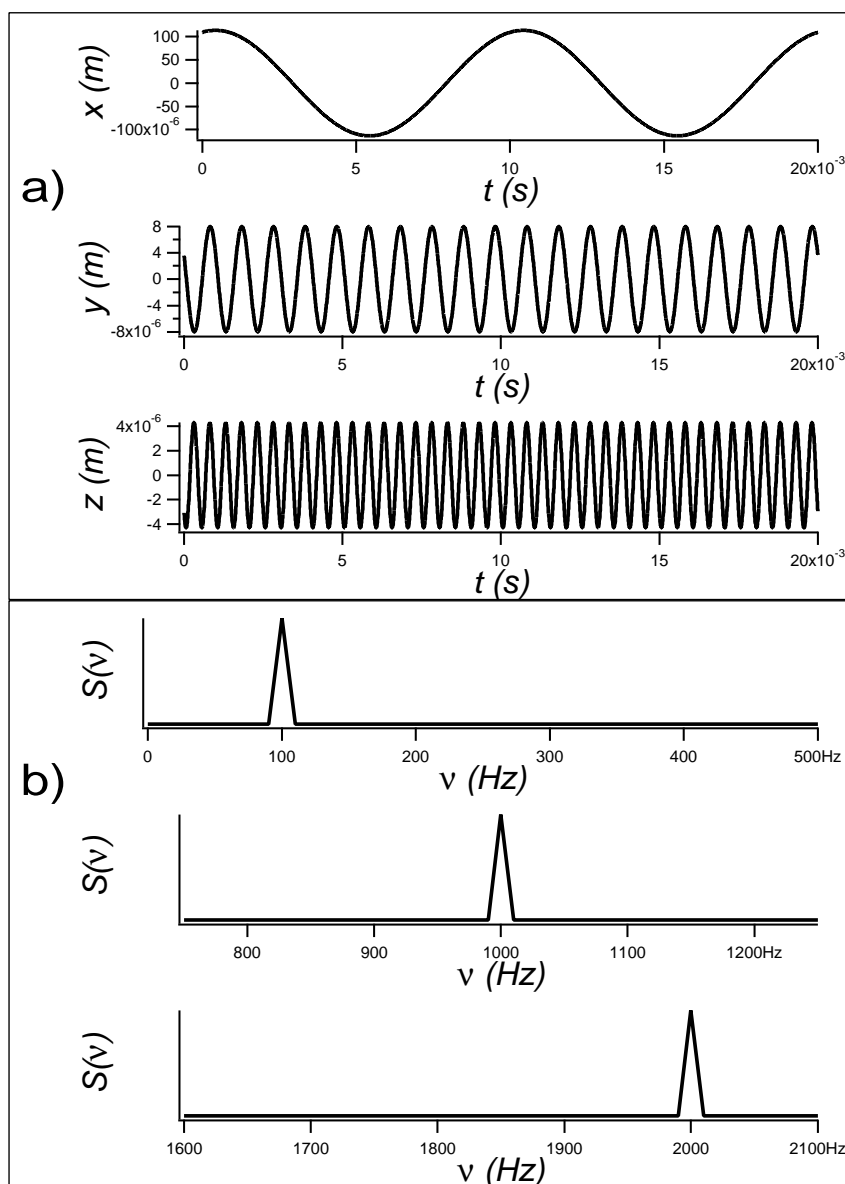 100
50
0
-50
-100x10-6
x (m)
0 5 10 15 20x10-3
t (s)
a)
8
4
0
-4
-8x10-6
y (m)
0 5 10 15 20x10-3
t (s)
4x10-6
2
0
-2
-4
z (m)
0 5 10 15 20x10-3
t (s)
S(ν)
0 100 200 300 400 500Hz
ν (Hz)
b)
S(ν)
800 900 1000 1100 1200Hz
ν (Hz)
S(ν)
1600 1700 1800 1900 2000 2100Hz
ν (Hz)